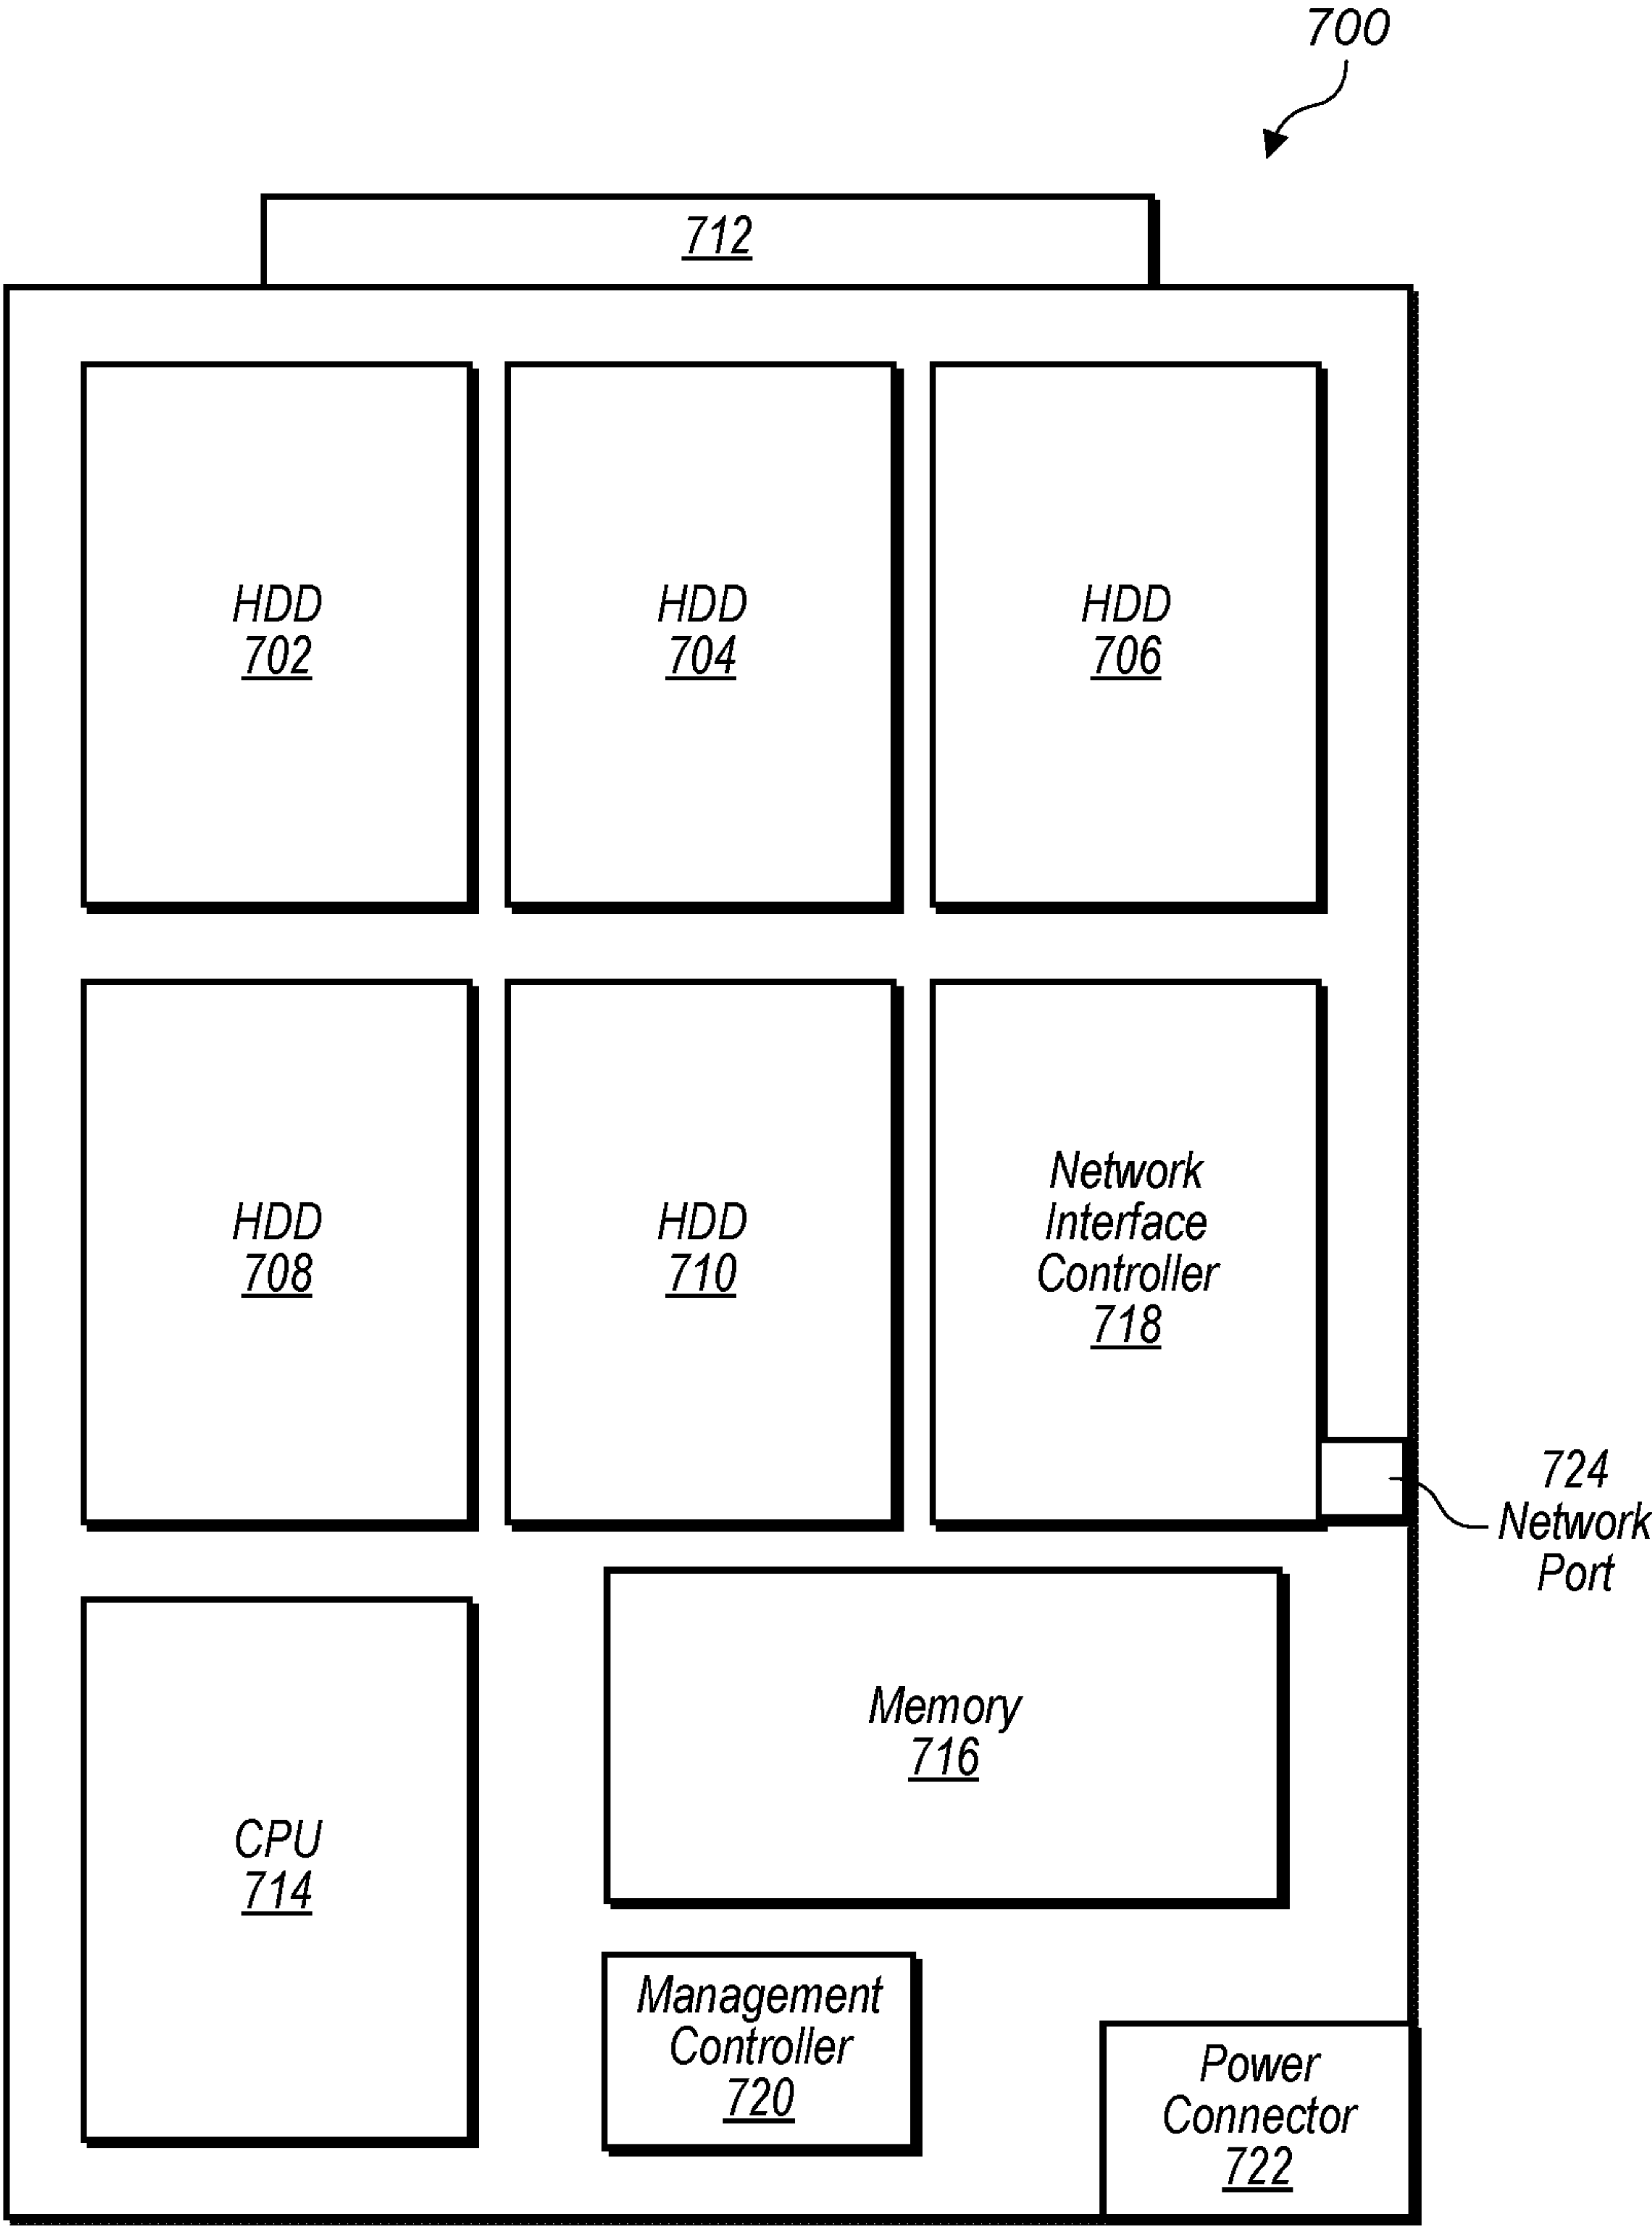 700
712
HDD
702
HDD
704
HDD
706
HDD
708
HDD
710
Network
Interface
Controller
718
724
Network
Port
Memory
716
CPU
714
Management
Controller
720
Power
Connector
722